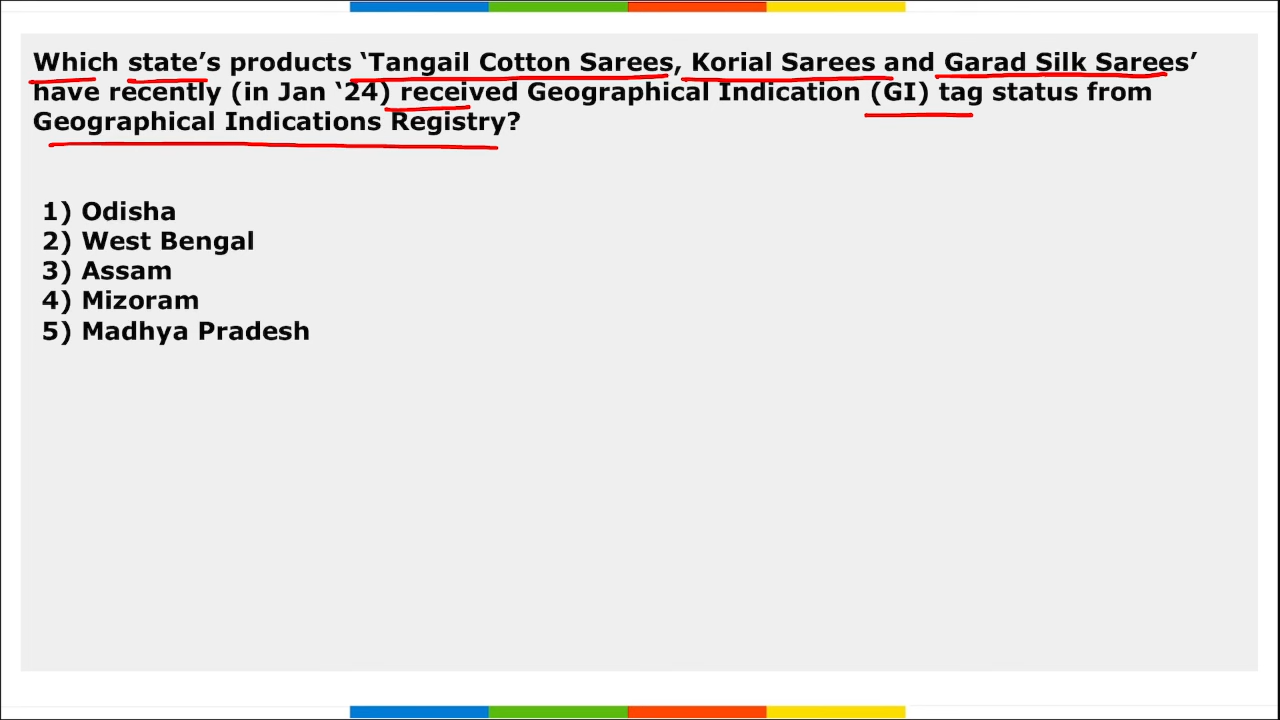 Which state’s products ‘Tangail Cotton Sarees, Korial Sarees and Garad Silk Sarees’
have recently (in Jan ‘24) received Geographical Indication (GI) tag status from
Geographical Indications Registry?
1) Odisha
2) West Bengal
3) Assam
4) Mizoram
5) Madhya Pradesh